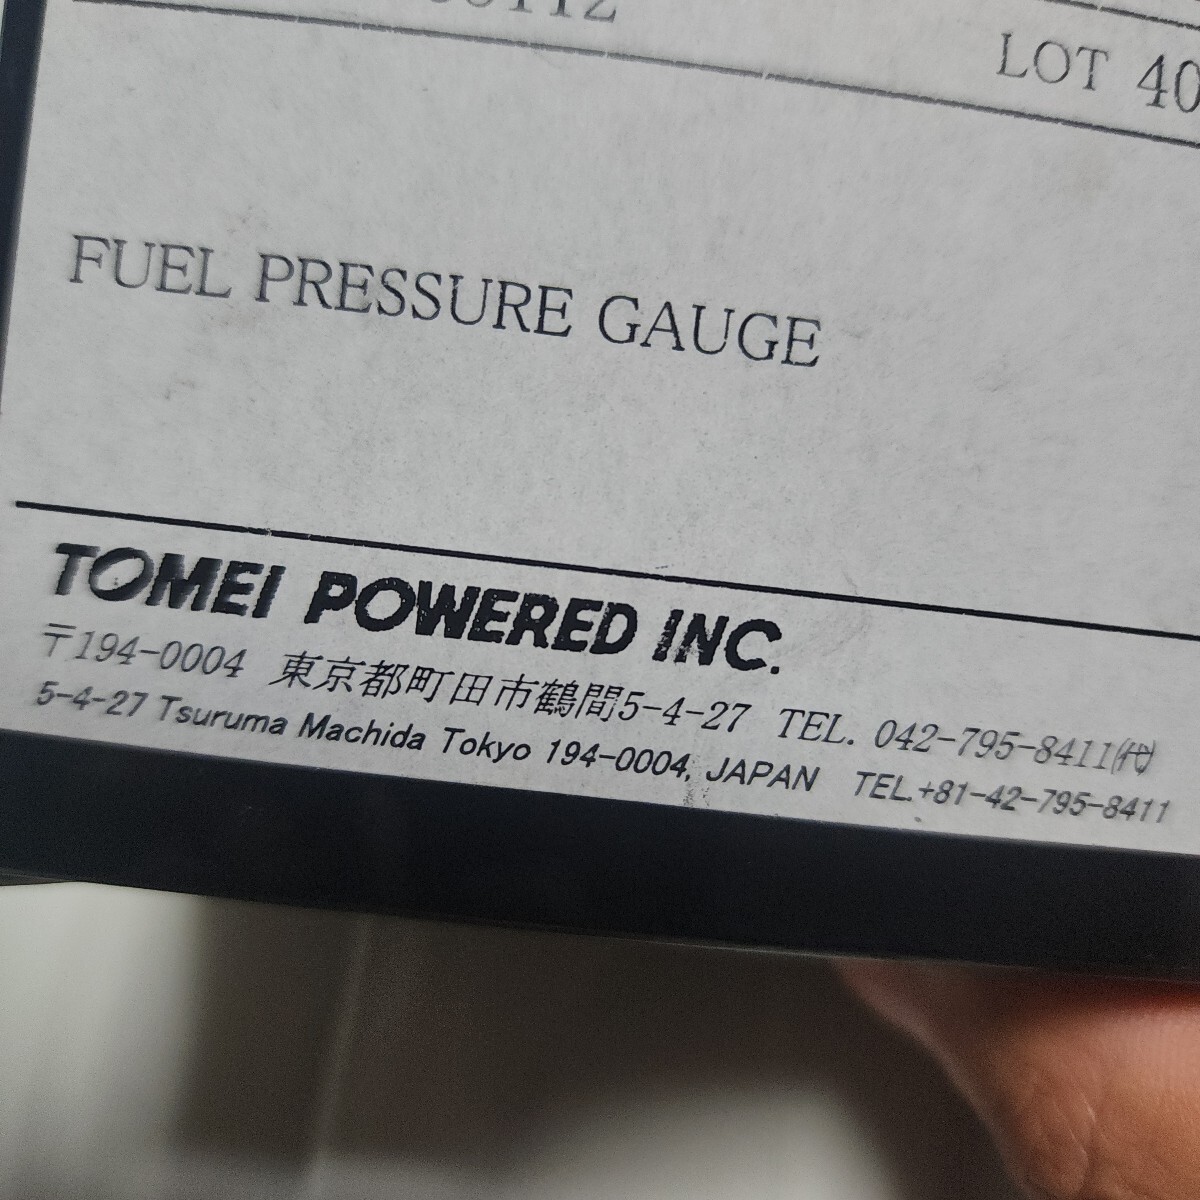 LOT 40
FUEL PRESSURE GAUGE
TOMEI POWERED INC.
〒194-0004 東京都町田市鶴間5-4-27 TEL. 042-795-8411㈹
5-4-27 Tsuruma Machida Tokyo 194-0004, JAPAN TEL.+81-42-795-8411